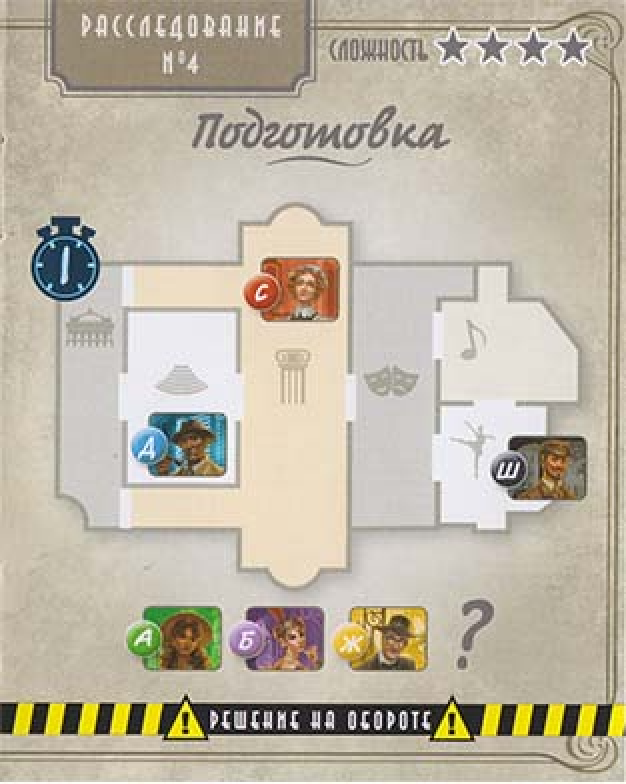 РАССЛЕДОВАНИЕ
№4
СЛОЖНОСТЬ
Подготовка
С
Д
Ш
А Б Ж ?
РЕШЕНИЕ НА ОБОРОТЕ